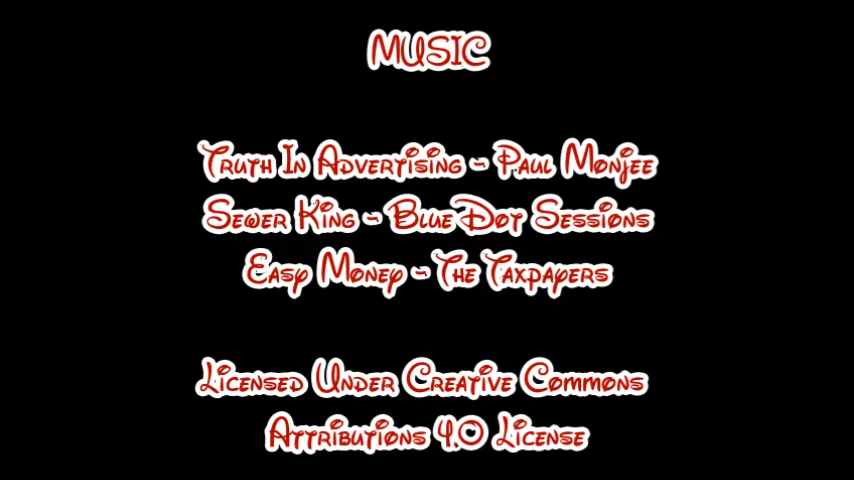 MUSIC
Truth In Advertising - Paul Monjee
Sewer King - Blue Dot Sessions
Easy Money - The Taxpayers
Licensed Under Creative Commons
Attributions 4.0 License